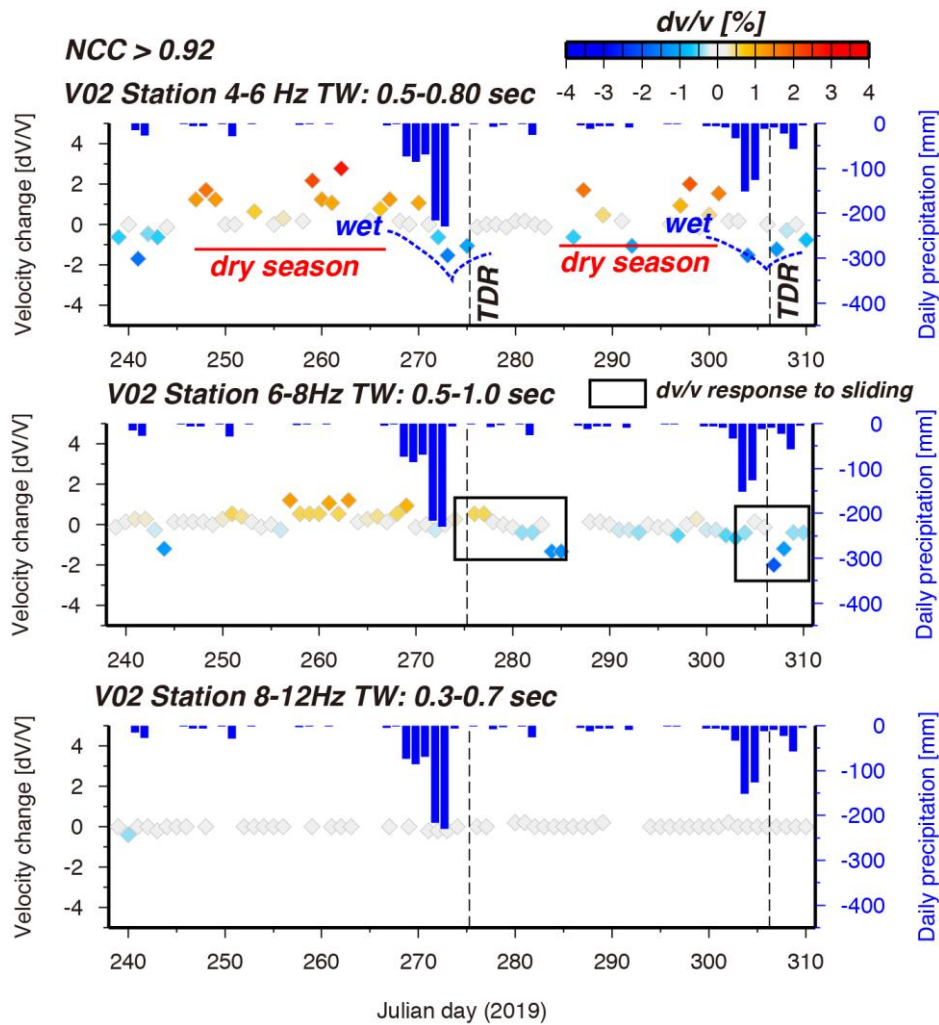 dv/v [%]
NCC > 0.92
-4 -3 -2 -1 0 1 2 3 4
V02 Station 4-6 Hz TW: 0.5-0.80 sec
Velocity change [dV/V]
4
2
0
-2
-4
wet
dry season
TDR
wet
dry season
TDR
0
-100
-200
-300
-400
Daily precipitation [mm]
240 250 260 270 280 290 300 310
V02 Station 6-8Hz TW: 0.5-1.0 sec
dv/v response to sliding
Velocity change [dV/V]
4
2
0
-2
-4
0
-100
-200
-300
-400
Daily precipitation [mm]
240 250 260 270 280 290 300 310
V02 Station 8-12Hz TW: 0.3-0.7 sec
Velocity change [dV/V]
4
2
0
-2
-4
0
-100
-200
-300
-400
Daily precipitation [mm]
240 250 260 270 280 290 300 310
Julian day (2019)